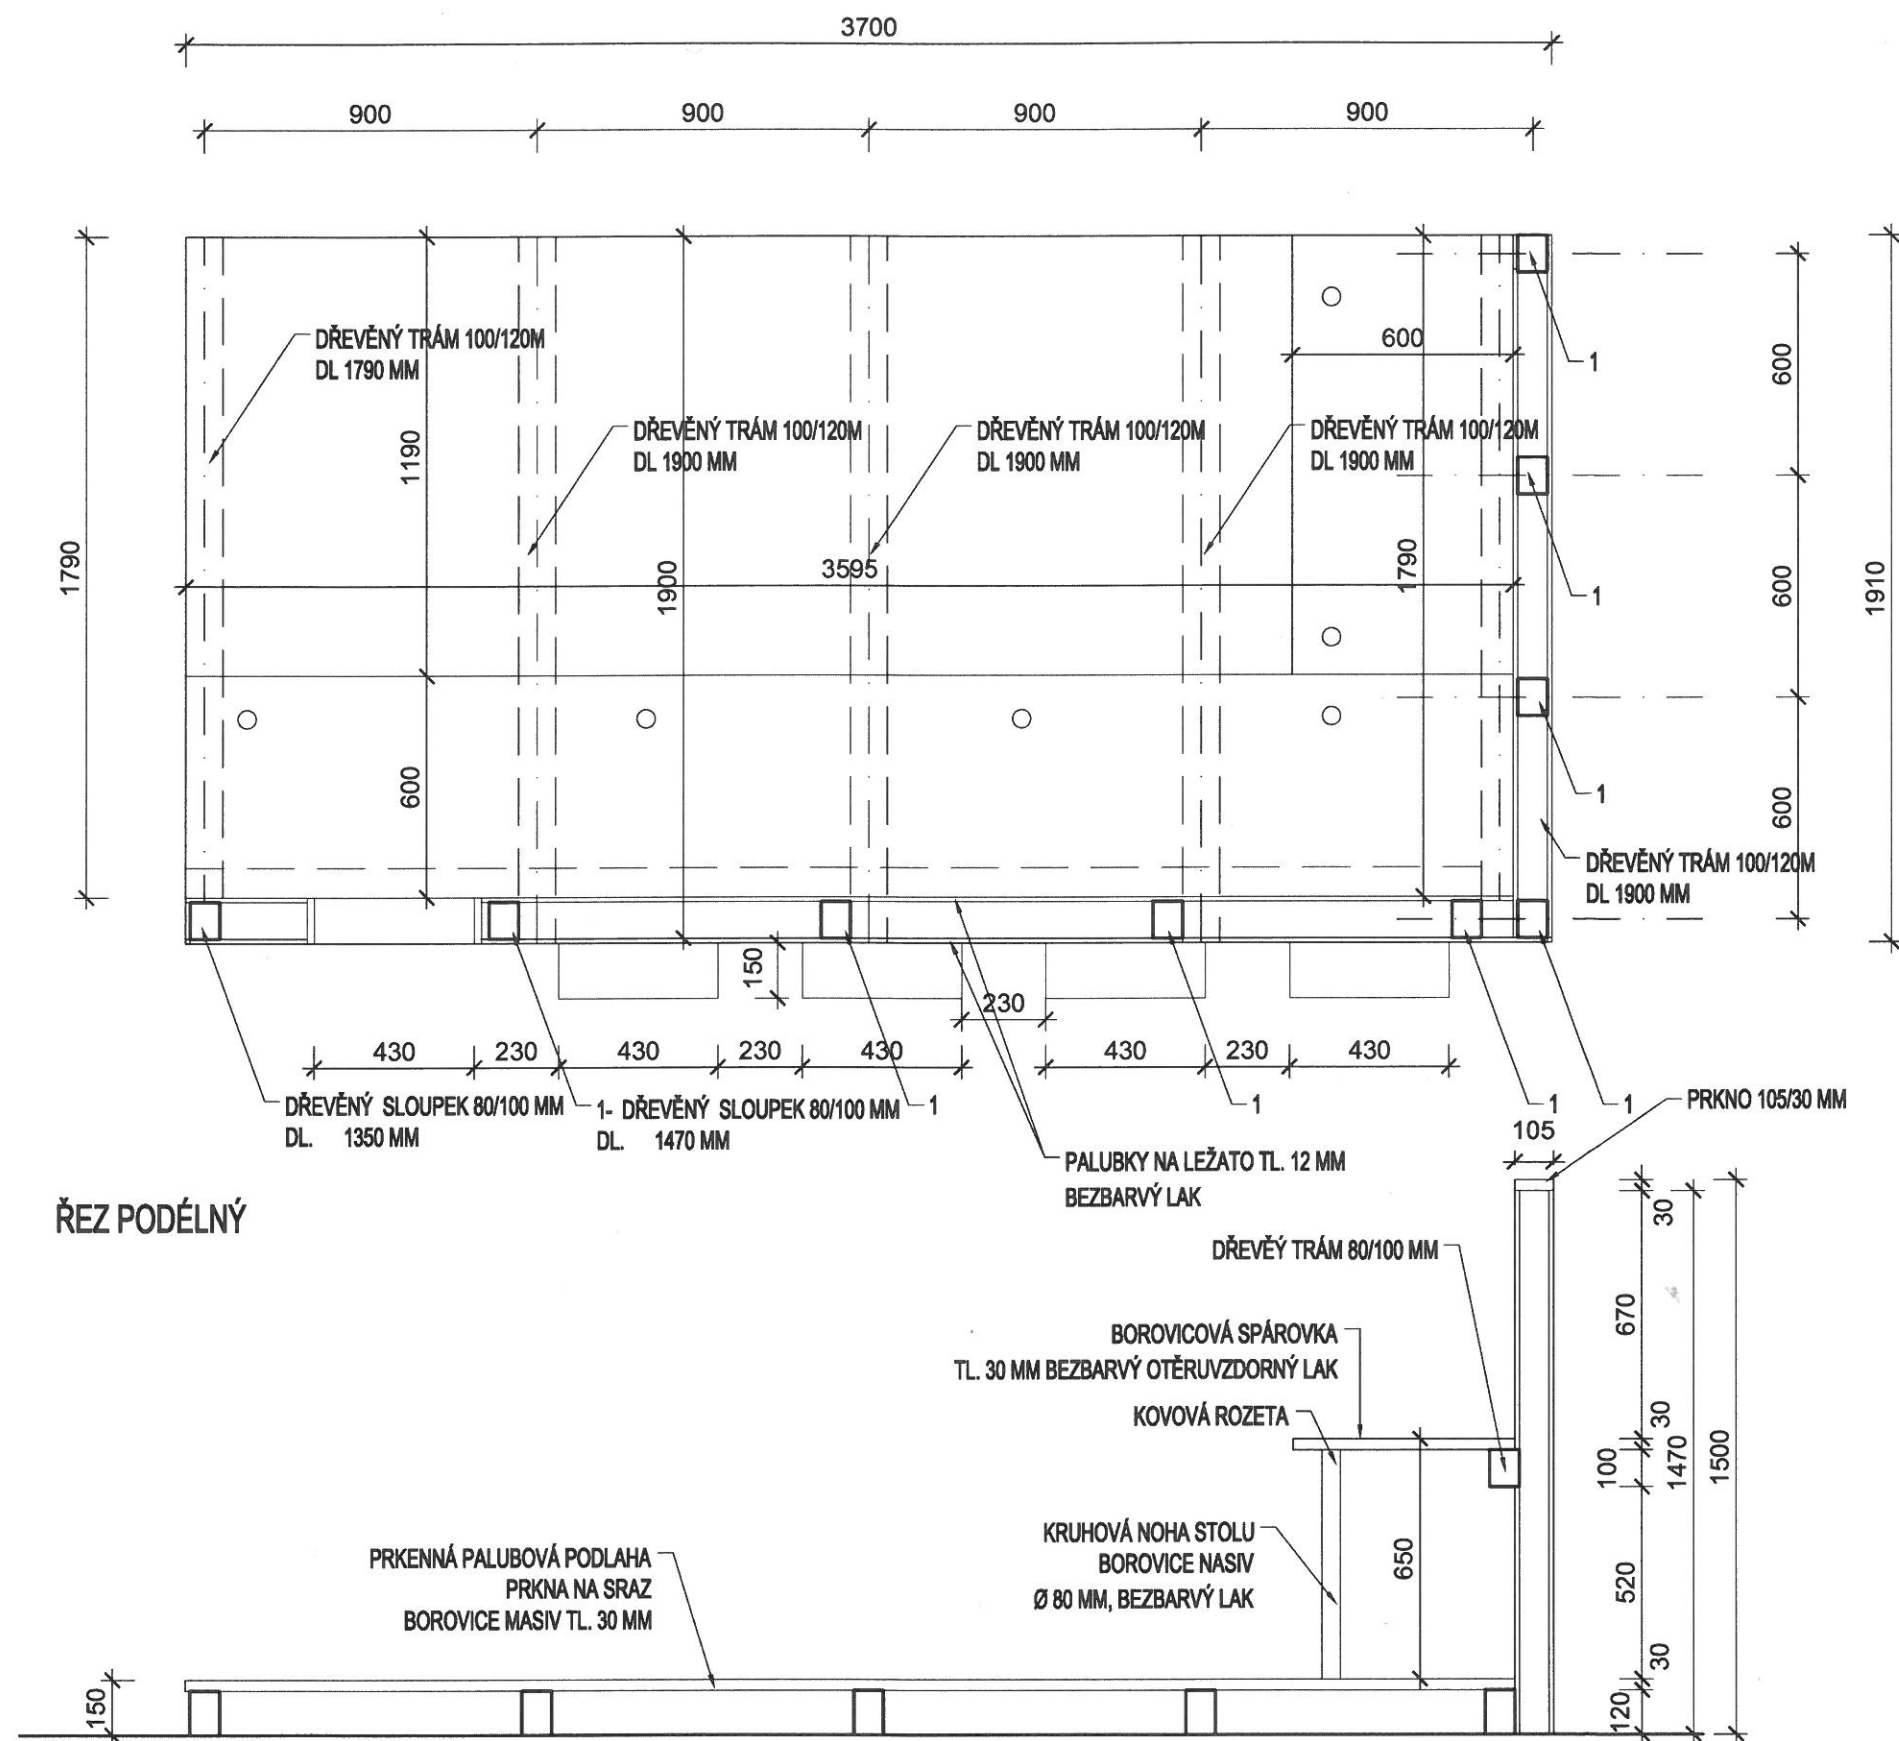 3700
900
900
900
900
DŘEVĚNÝ TRÁM 100/120M
DL 1790 MM
DŘEVĚNÝ TRÁM 100/120M
DL 1900 MM
DŘEVĚNÝ TRÁM 100/120M
DL 1900 MM
DŘEVĚNÝ TRÁM 100/120M
DL 1900 MM
600
1
600
1190
1790
1900
3595
1790
1
600
1910
600
1
600
DŘEVĚNÝ TRÁM 100/120M
DL 1900 MM
150
230
430
230
430
230
430
430
230
430
DŘEVĚNÝ SLOUPEK 80/100 MM
DL. 1350 MM
1- DŘEVĚNÝ SLOUPEK 80/100 MM
DL. 1470 MM
1
1
1
1
PRKNO 105/30 MM
105
PALUBKY NA LEŽATO TL. 12 MM
BEZBARVÝ LAK
ŘEZ PODÉLNÝ
DŘEVĚÝ TRÁM 80/100 MM
30
670
BOROVICOVÁ SPÁROVKA
TL. 30 MM BEZBARVÝ OTĚRUVZDORNÝ LAK
KOVOVÁ ROZETA
30
100
1470
1500
KRUHOVÁ NOHA STOLU
BOROVICE NASIV
Ø 80 MM, BEZBARVÝ LAK
650
520
PRKENNÁ PALUBOVÁ PODLAHA
PRKNA NA SRAZ
BOROVICE MASIV TL. 30 MM
30
150
120